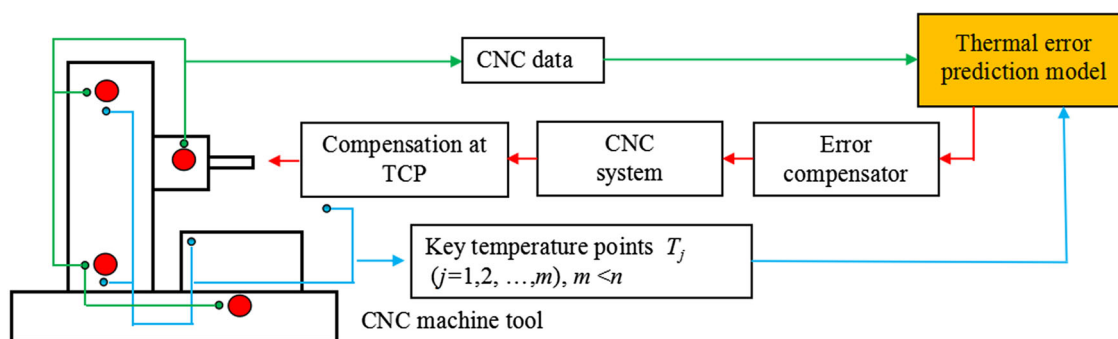 CNC data
Thermal error
prediction model
Compensation at
TCP
CNC
system
Error
compensator
Key temperature points T_j
(j=1,2, …,m), m <n
CNC machine tool